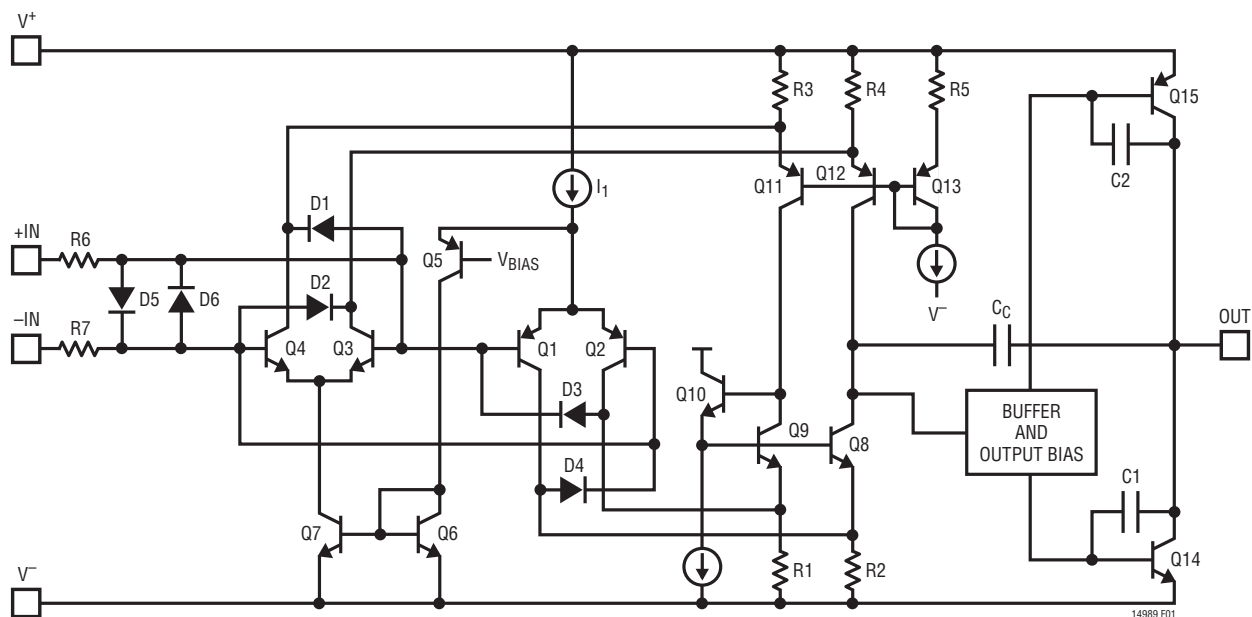 V+
R3
R4
R5
Q15
C2
I1
Q11
Q12
Q13
D1
+IN
R6
Q5
VBIAS
D2
D5
D6
V–
CC
OUT
–IN
R7
Q4
Q3
Q1
Q2
Q10
D3
BUFFER
AND
OUTPUT BIAS
Q9
Q8
D4
C1
Q7
Q6
R1
R2
Q14
V–
14989 F01